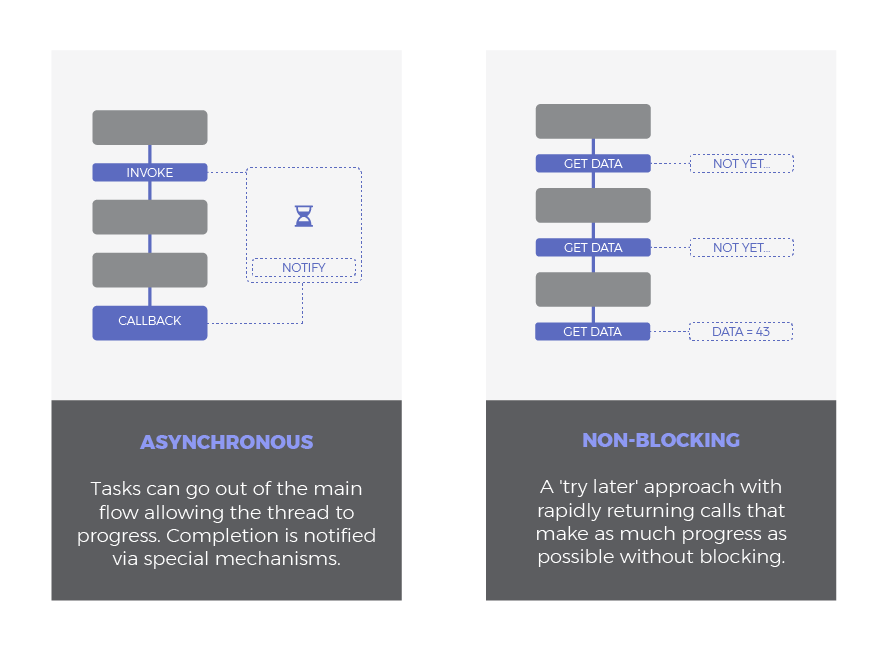 INVOKE
NOTIFY
CALLBACK
ASYNCHRONOUS
Tasks can go out of the main
flow allowing the thread to
progress. Completion is notified
via special mechanisms.
GET DATA
NOT YET...
GET DATA
NOT YET...
GET DATA
DATA = 43
NON-BLOCKING
A 'try later' approach with
rapidly returning calls that
make as much progress as
possible without blocking.